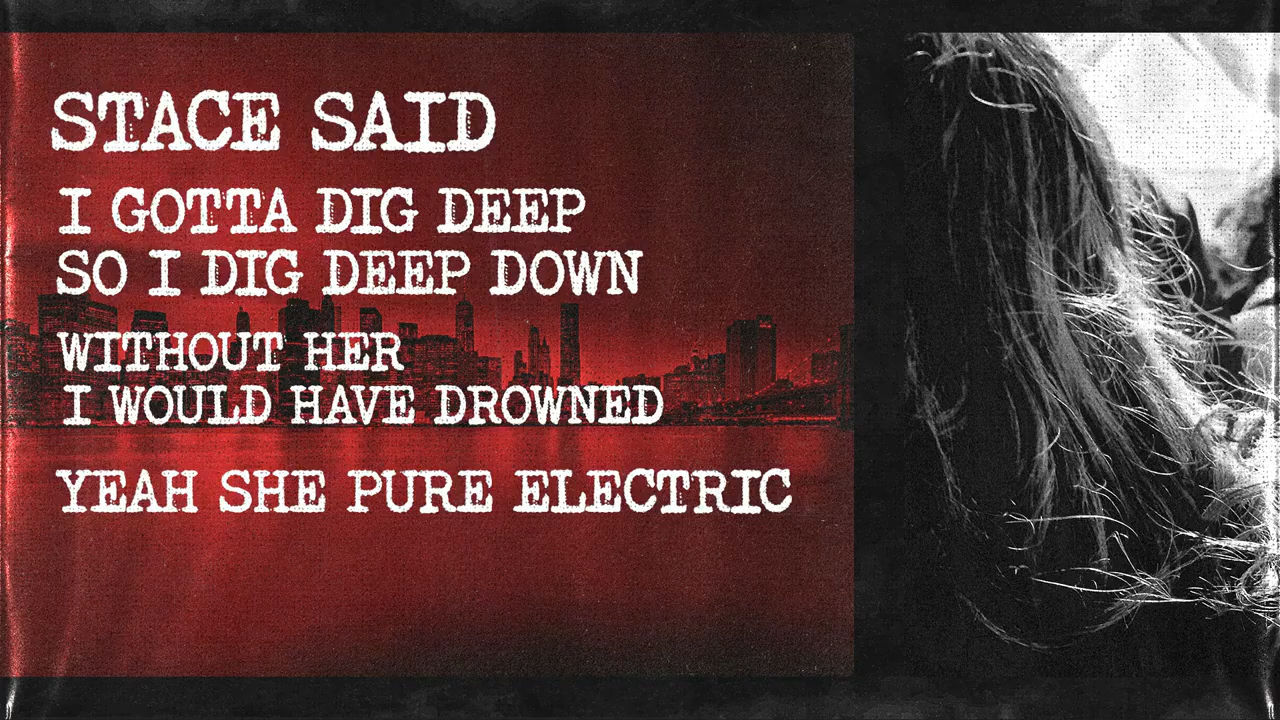 STACE SAID
I GOTTA DIG DEEP
SO I DIG DEEP DOWN
WITHOUT HER
I WOULD HAVE DROWNED
YEAH SHE PURE ELECTRIC